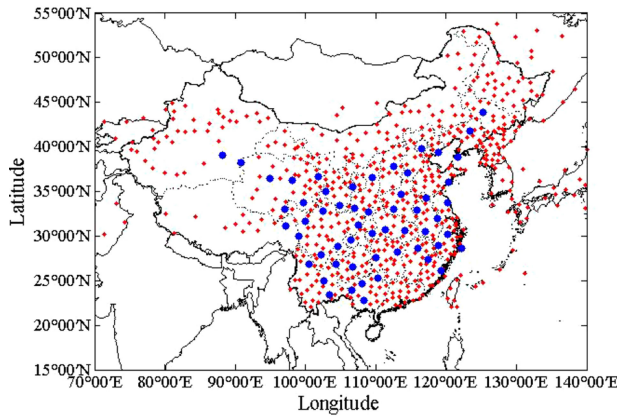 55°00′N
50°00′N
45°00′N
40°00′N
35°00′N
30°00′N
25°00′N
20°00′N
15°00′N
Latitude
70°00′E 80°00′E 90°00′E 100°00′E 110°00′E 120°00′E 130°00′E 140°00′E
Longitude